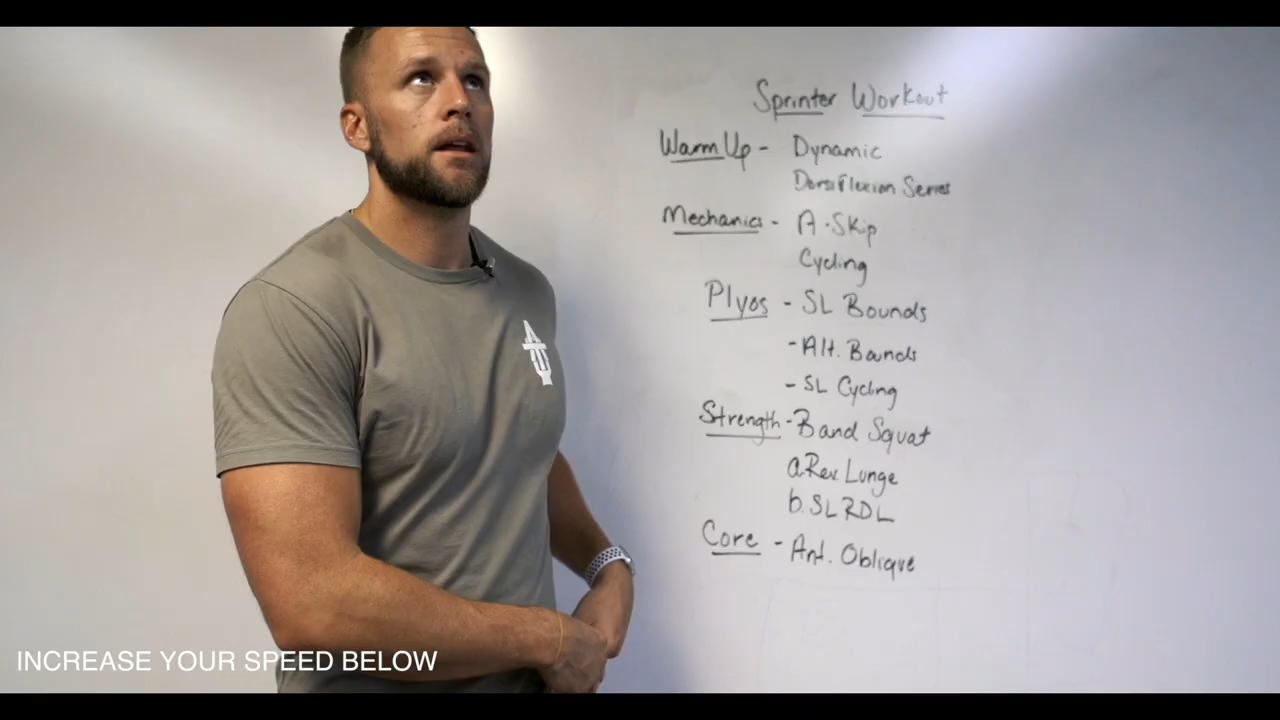 Sprinter Workout
Warm Up - Dynamic
Dorsiflexion Series
Mechanics - A-Skip
Cycling
Plyos - SL Bounds
- Alt. Bounds
- SL Cycling
Strength - Band Squat
a. Rev. Lunge
b. SL RDL
Core - Ant. Oblique
INCREASE YOUR SPEED BELOW